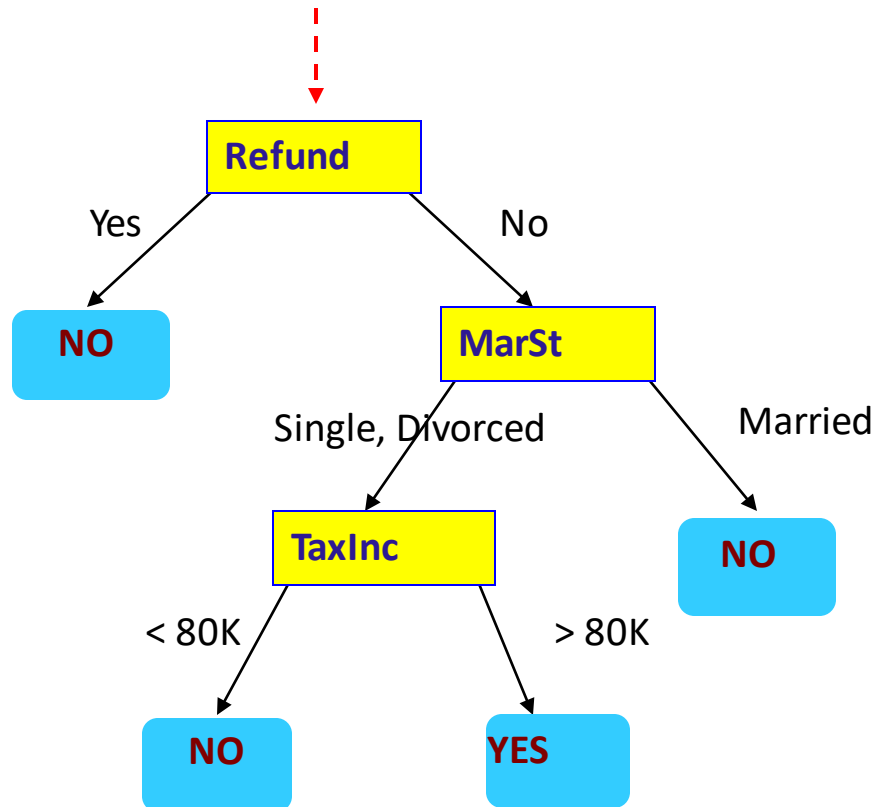 Refund
Yes
No
NO
MarSt
Single, Divorced
Married
TaxInc
NO
< 80K
> 80K
NO
YES